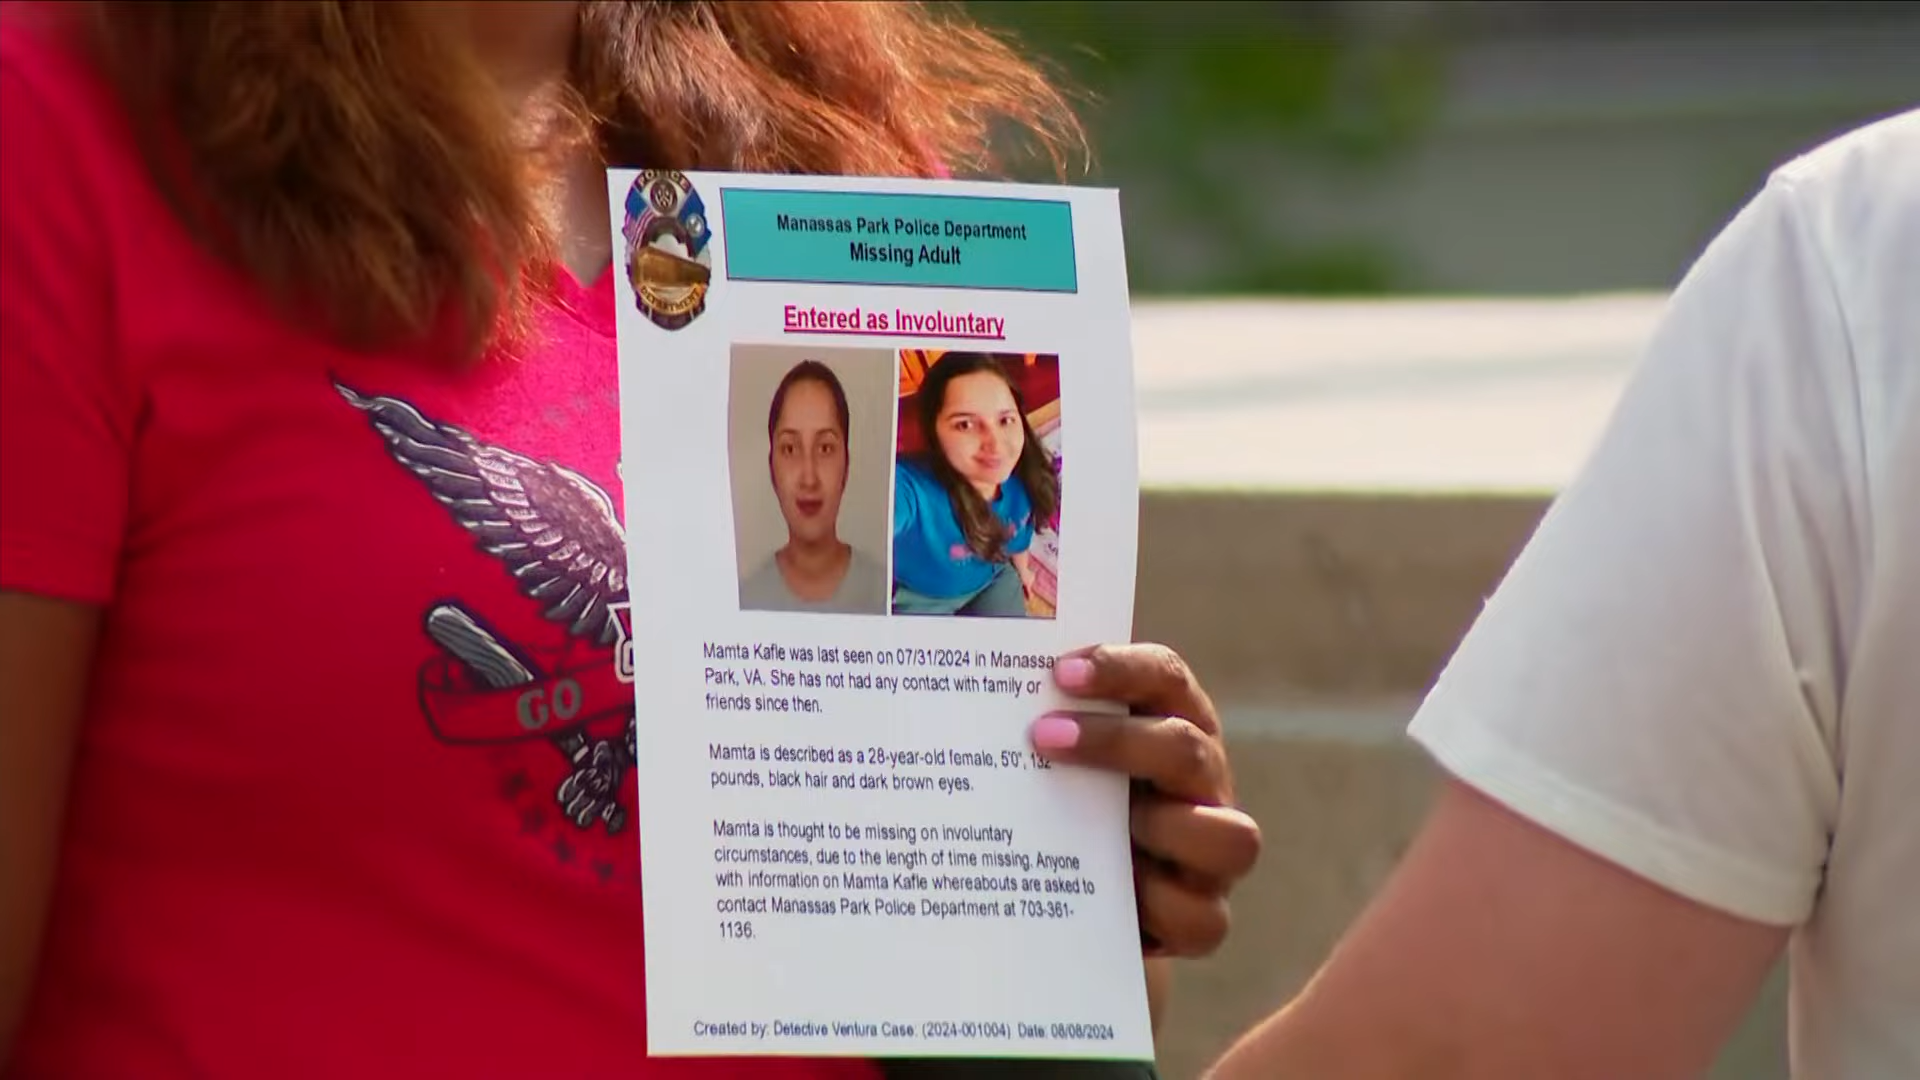 POLICE
DEPARTMENT
Manassas Park Police Department
Missing Adult
Entered as Involuntary
Mamta Kafle was last seen on 07/31/2024 in Manassa
Park, VA. She has not had any contact with family or
friends since then.
Mamta is described as a 28-year-old female, 5'0", 132
pounds, black hair and dark brown eyes.
Mamta is thought to be missing on involuntary
circumstances, due to the length of time missing. Anyone
with information on Mamta Kafle whereabouts are asked to
contact Manassas Park Police Department at 703-361-
1136.
Created by: Detective Ventura Case: (2024-001004) Date: 08/08/2024
GO